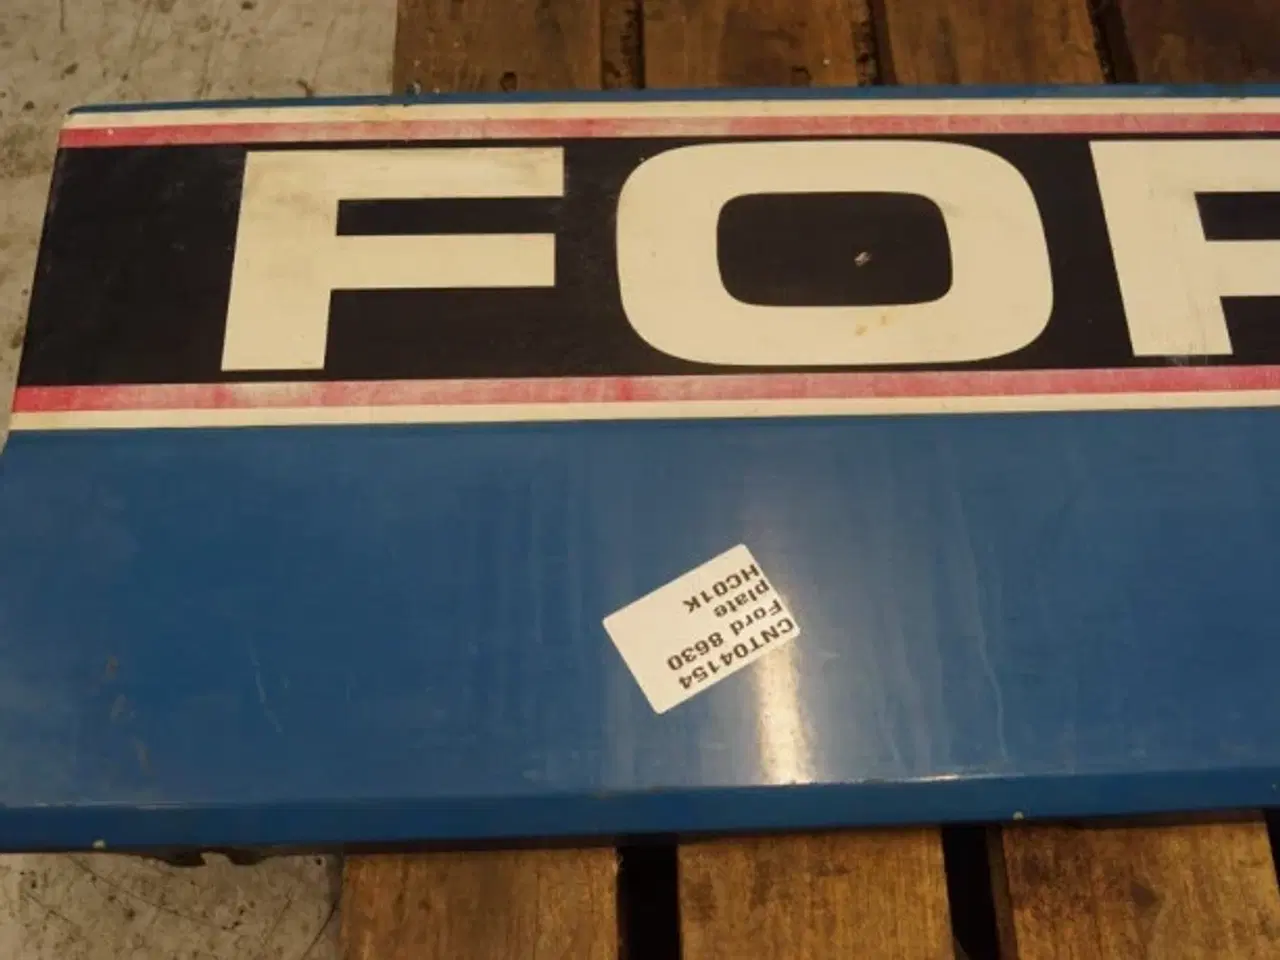 FOR
CNT04154
Ford 8630
plate
HC01K